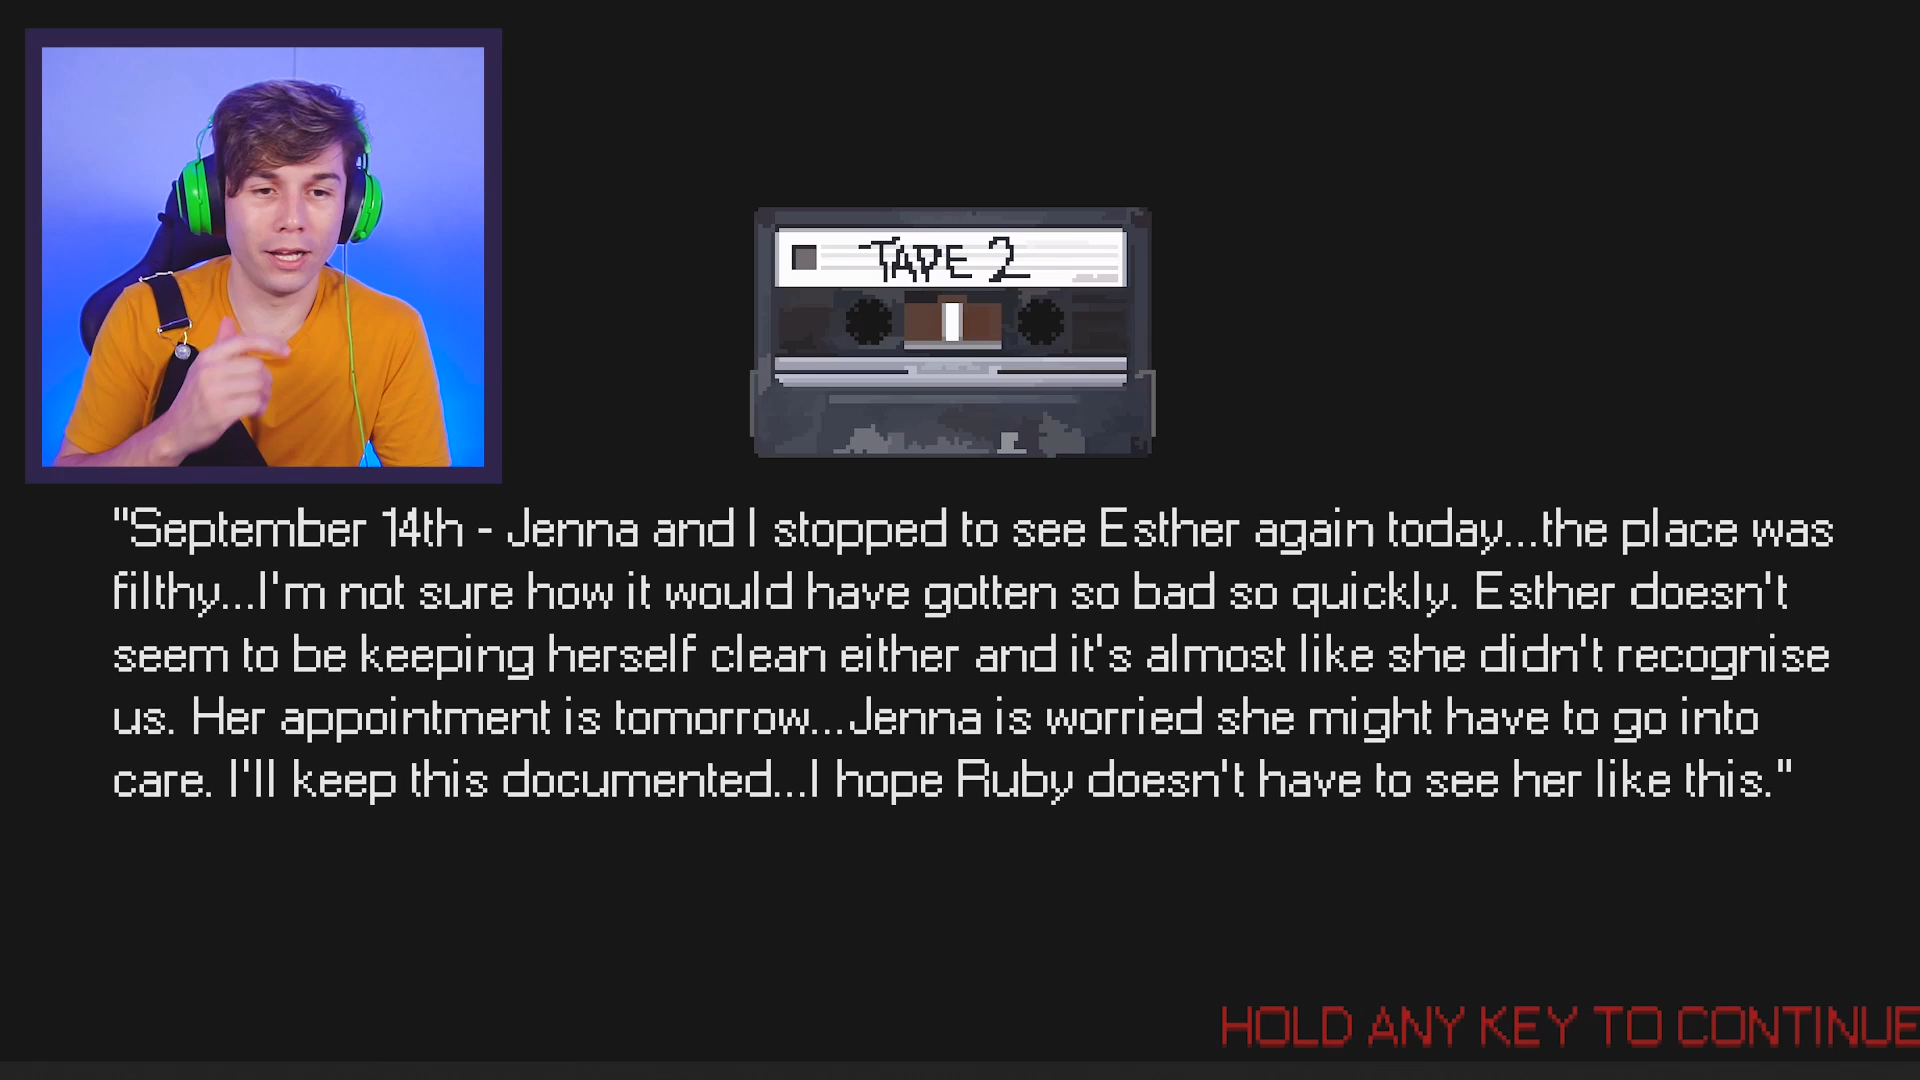 TAPE 2
"September 14th - Jenna and I stopped to see Esther again today...the place was
filthy...I'm not sure how it would have gotten so bad so quickly. Esther doesn't
seem to be keeping herself clean either and it's almost like she didn't recognise
us. Her appointment is tomorrow...Jenna is worried she might have to go into
care. I'll keep this documented...I hope Ruby doesn't have to see her like this."
HOLD ANY KEY TO CONTINUE